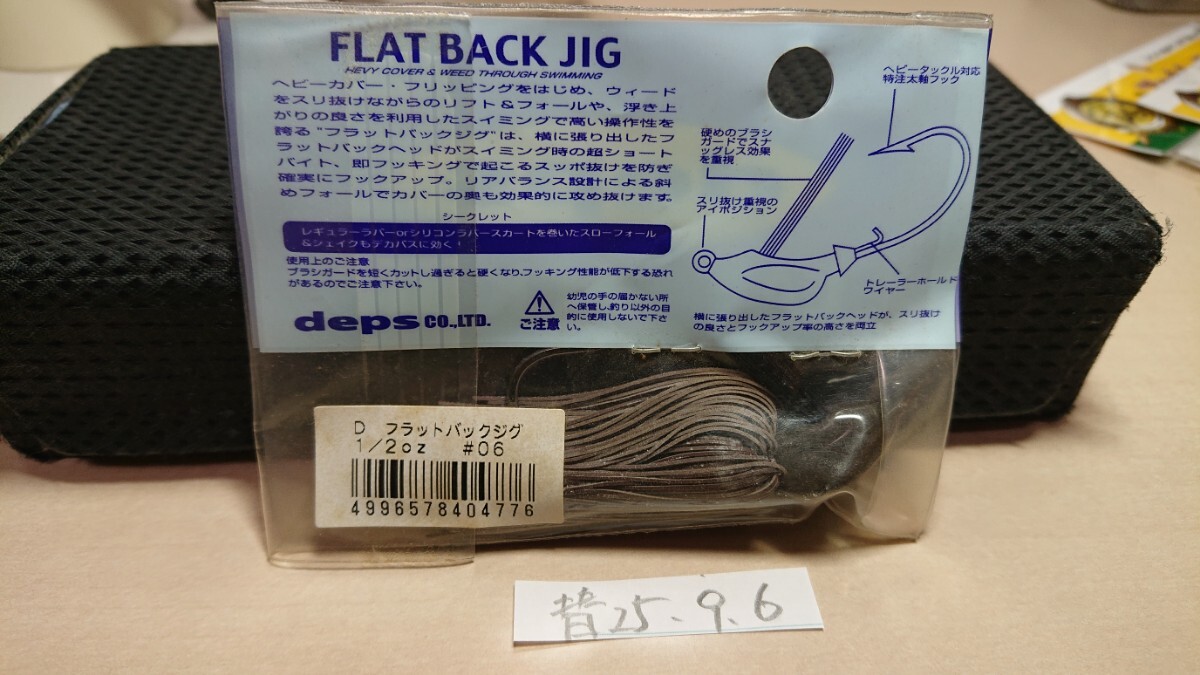 FLAT BACK JIG
HEVY COVER & WEED THROUGH SWIMMING
ヘビーカバー・フリッピングをはじめ、ウィード
をスリ抜けながらのリフト&フォールや、浮き上
がりの良さを利用したスイミングで高い操作性を
誇る"フラットバックジグ"は、横に張り出したフ
ラットバックヘッドがスイミング時の超ショート
バイト、即フッキングで起こるスッポ抜けを防ぎ
確実にフックアップ。リアバランス設計による斜
めフォールでカバーの奥も効果的に攻め抜けます。
シークレット
レギュラーラバーorシリコンラバースカートを巻いたスローフォール
&シェイクもデカバスに効く!
使用上のご注意
ブラシガードを短くカットし過ぎると硬くなり、フッキング性能が低下する恐れ
があるのでご注意下さい。
deps CO.,LTD.
ご注意
幼児の手の届かない所
へ保管し、釣り以外の目
的に使用しないで下さ
い。
ヘビータックル対応
特注太軸フック
硬めのブラシ
ガードでスナ
ッグレス効果
を重視
スリ抜け重視の
アイポジション
トレーラーホールド
ワイヤー
横に張り出したフラットバックヘッドが、スリ抜け
の良さとフックアップ率の高さを両立
D フラットバックジグ
1/2oz #06
4996578404776
昔25.9.6